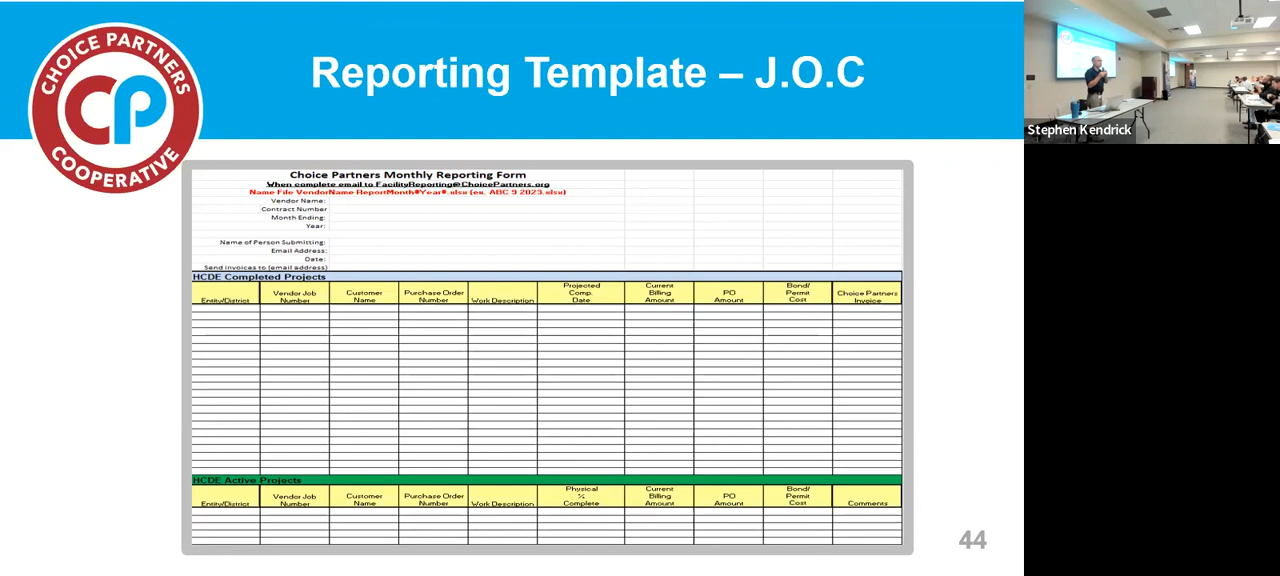 CHOICE PARTNERS
CP
COOPERATIVE
Reporting Template – J.O.C
Stephen Kendrick
Choice Partners Monthly Reporting Form
When complete email to FacilityReporting@ChoicePartners.org
Name File VendorName ReportMonth#Year#.xlsx (ex. ABC 9 2023.xlsx)
Vendor Name:
Contract Number
Month Ending:
Year:
Name of Person Submitting:
Email Address:
Date:
Send Invoices to (email address)
HCDE Completed Projects
Entity/District
Vendor Job
Number
Customer
Name
Purchase Order
Number
Work Description
Projected
Comp.
Date
Current
Billing
Amount
PO
Amount
Bond/
Permit
Cost
Choice Partners
Invoice
HCDE Active Projects
Entity/District
Vendor Job
Number
Customer
Name
Purchase Order
Number
Work Description
Physical
%
Complete
Current
Billing
Amount
PO
Amount
Bond/
Permit
Cost
Comments
44